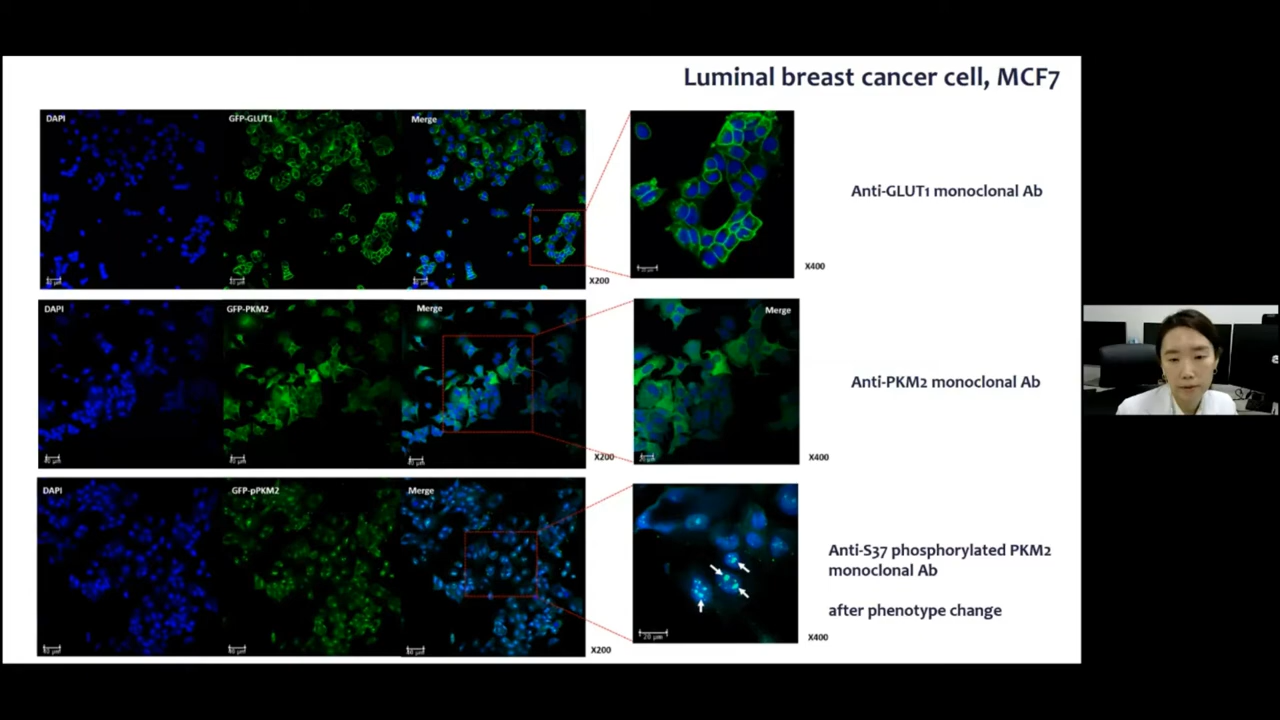 Luminal breast cancer cell, MCF7
DAPI
GFP-GLUT1
Merge
X200
X400
Anti-GLUT1 monoclonal Ab
DAPI
GFP-PKM2
Merge
X200
Merge
X400
Anti-PKM2 monoclonal Ab
DAPI
GFP-pPKM2
Merge
X200
20 µm
X400
Anti-S37 phosphorylated PKM2
monoclonal Ab
after phenotype change